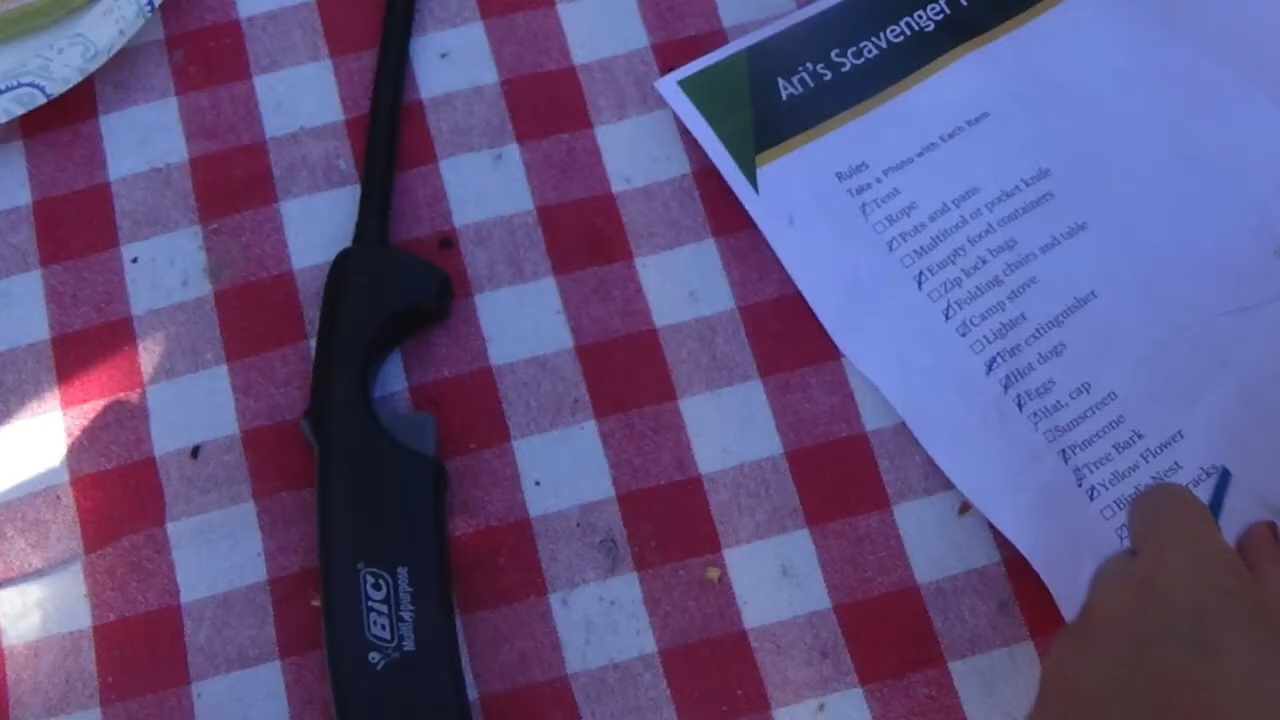 Ari's Scavenger
Rules
Take a Photo with Each Item
Tent
Rope
Pots and pans
Multitool or pocket knife
Empty food containers
Zip lock bags
Folding chairs and table
Camp stove
Lighter
Fire extinguisher
Hot dogs
Eggs
Hat, cap
Sunscreen
Pinecone
Tree Bark
Yellow Flower
Nest
BIC
Multipurpose